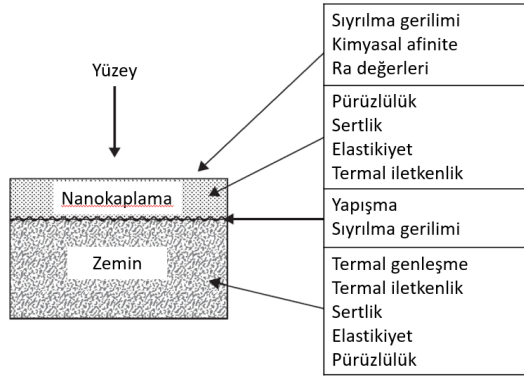 Yüzey
Nanokaplama
Zemin
Sıyrılma gerilimi
Kimyasal afinite
Ra değerleri
Pürüzlülük
Sertlik
Elastikiyet
Termal iletkenlik
Yapışma
Sıyrılma gerilimi
Termal genleşme
Termal iletkenlik
Sertlik
Elastikiyet
Pürüzlülük